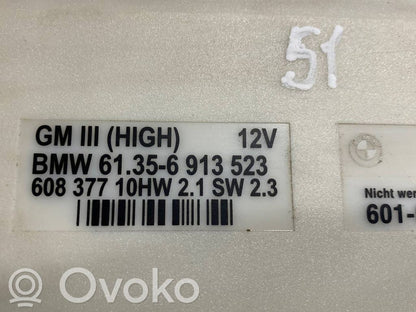 51
GM III (HIGH) 12V
BMW 61.35-6 913 523
608 377 10HW 2.1 SW 2.3
Nicht wer
601-
Ovoko